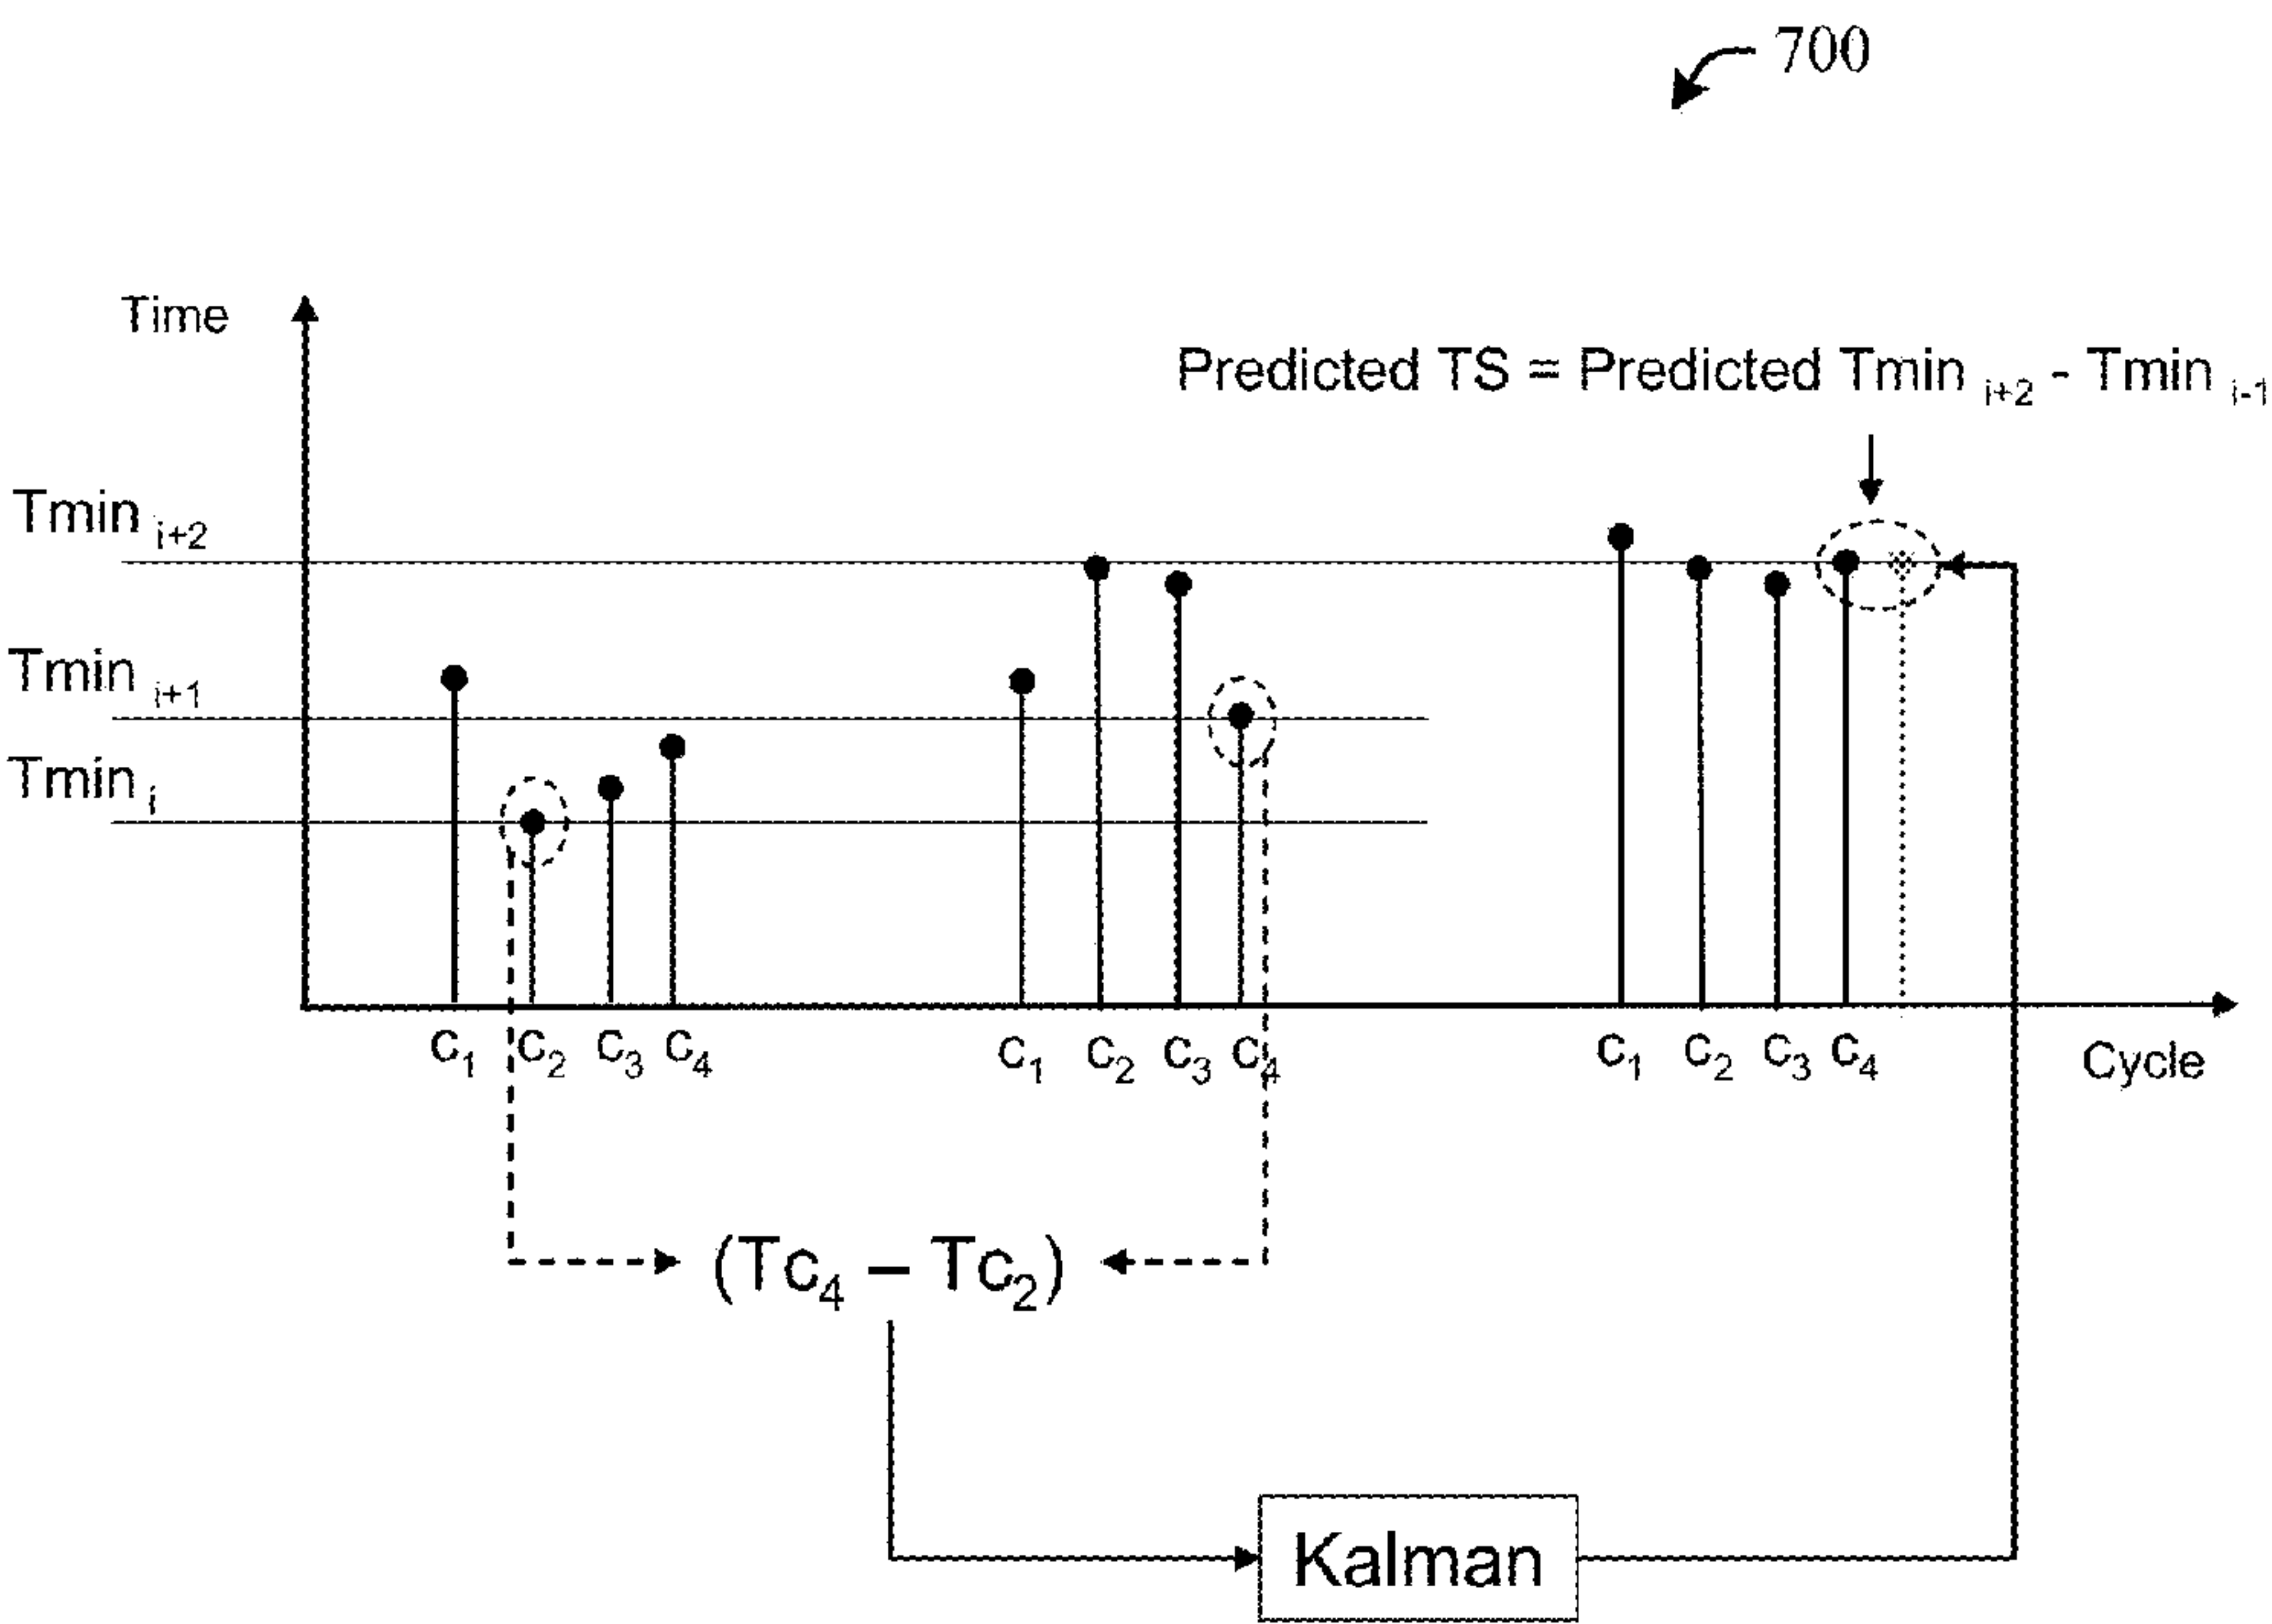 700
Time
Predicted TS = Predicted Tmin i+2 - Tmin i-1
Tmin i+2
Tmin i+1
Tmin i
c1 c2 c3 c4 c1 c2 c3 c4 c1 c2 c3 c4
Cycle
(Tc4 – Tc2)
Kalman